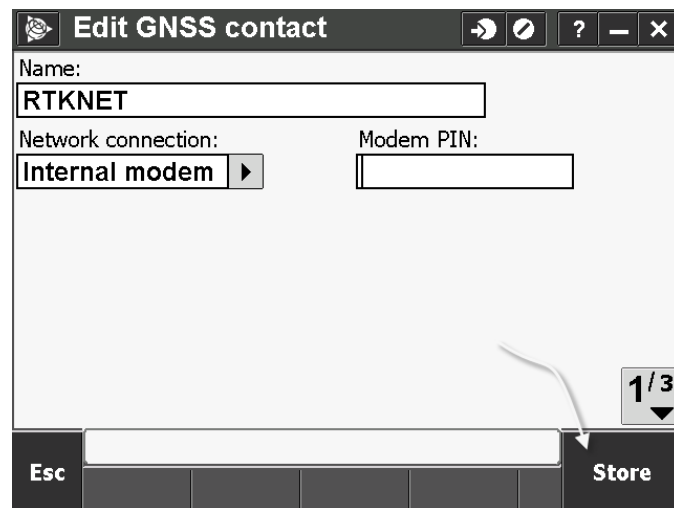 Edit GNSS contact ? – ×
Name:
RTKNET
Network connection: Modem PIN:
Internal modem
1/3
Esc Store